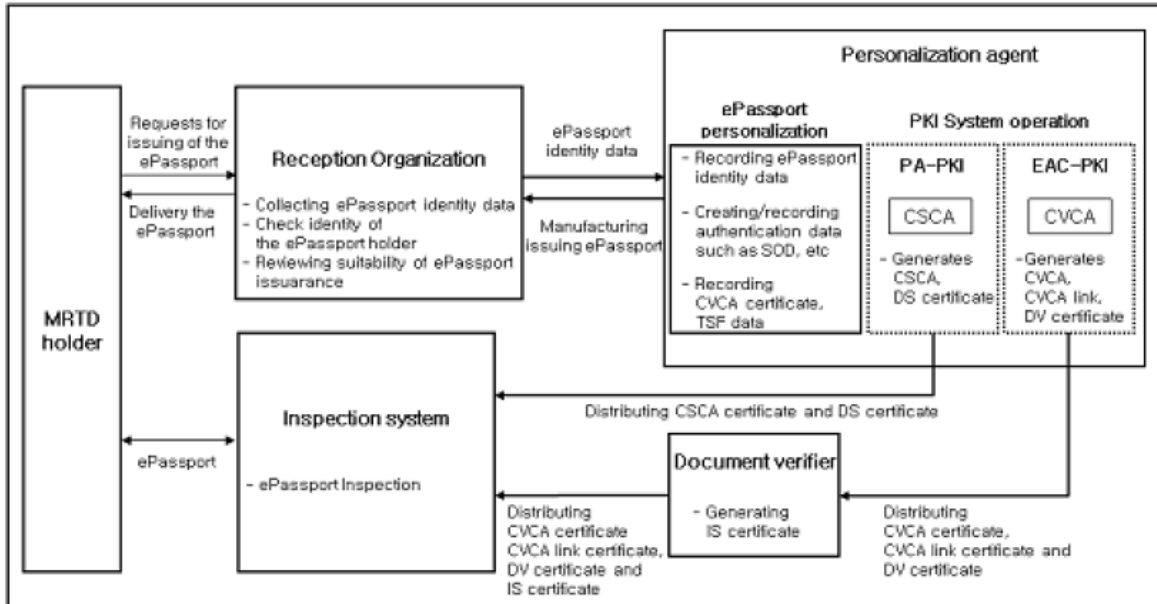 Personalization agent
MRTD
holder
Requests for
issuing of the
ePassport
Delivery the
ePassport
Reception Organization
- Collecting ePassport identity data
- Check identity of
the ePassport holder
- Reviewing suitability of ePassport
issuarance
ePassport
identity data
Manufacturing
issuing ePassport
ePassport
personalization
- Recording ePassport
identity data
- Creating/recording
authentication data
such as SOD, etc
- Recording
CVCA certificate,
TSF data
PKI System operation
PA-PKI
CSCA
- Generates
CSCA,
DS certificate
EAC-PKI
CVCA
- Generates
CVCA,
CVCA link,
DV certificate
Distributing CSCA certificate and DS certificate
ePassport
Inspection system
- ePassport Inspection
Distributing
CVCA certificate
CVCA link certificate,
DV certificate and
IS certificate
Document verifier
- Generating
IS certificate
Distributing
CVCA certificate,
CVCA link certificate and
DV certificate